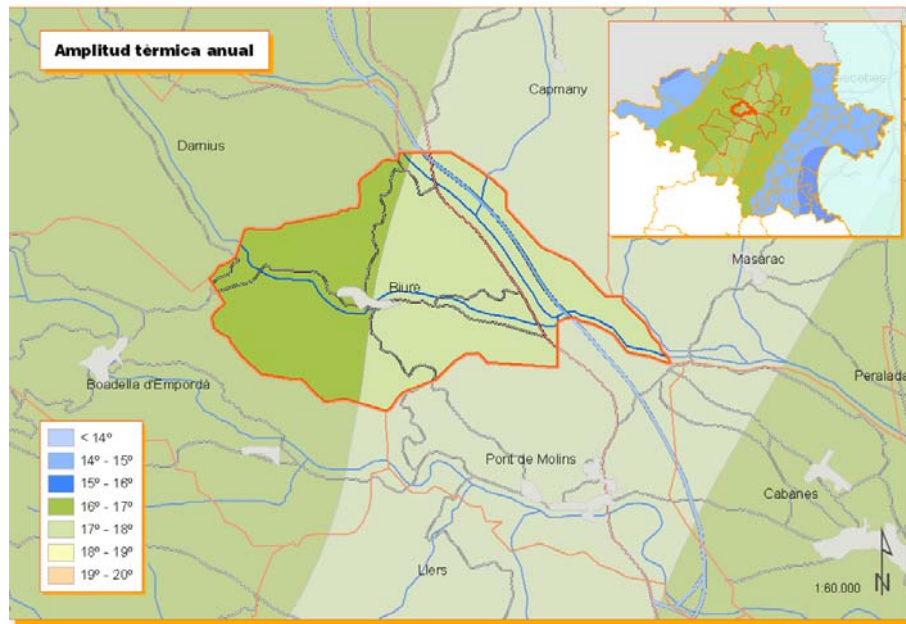 Amplitud tèrmica anual
Capmany
Darnius
Masarac
Biure
Boadella d'Empordà
Peralada
Pont de Molins
Cabanes
Llers
< 14º
14º - 15º
15º - 16º
16º - 17º
17º - 18º
18º - 19º
19º - 20º
1:60.000
N